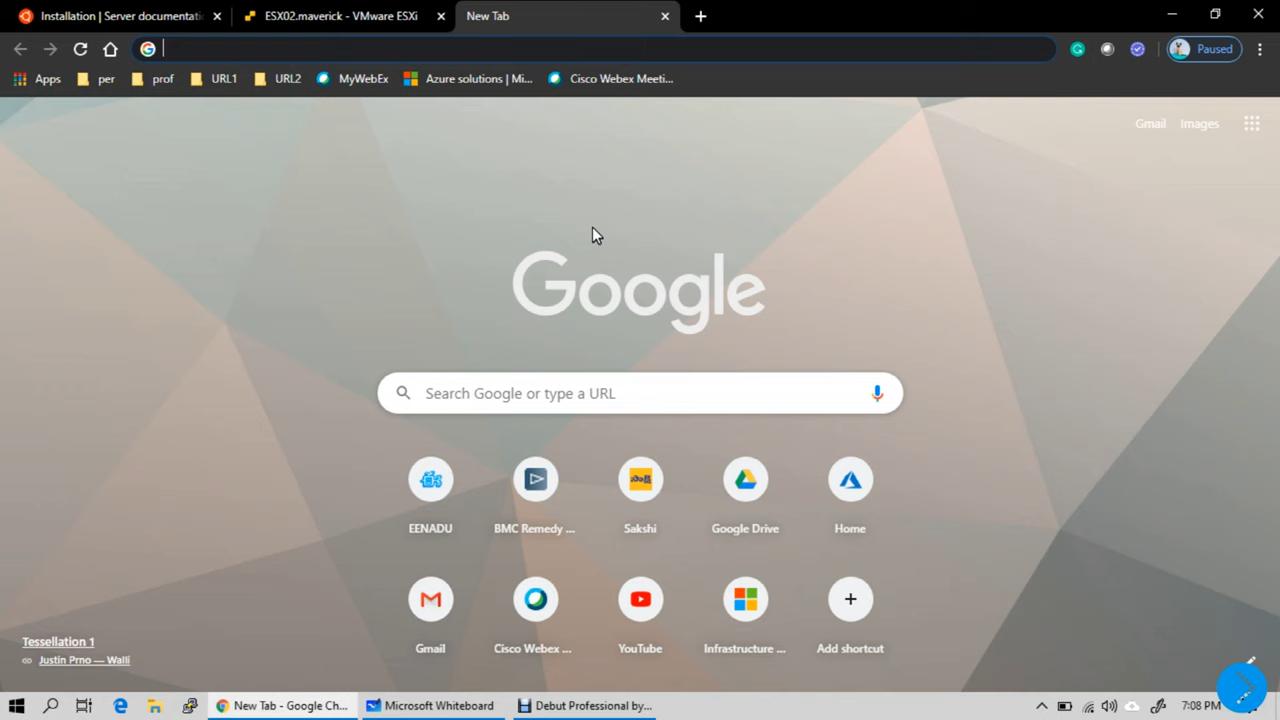 Installation | Server documentati
ESX02.maverick - VMware ESXi
New Tab
Paused
Apps
per
prof
URL1
URL2
MyWebEx
Azure solutions | Mi...
Cisco Webex Meeti...
Gmail
Images
Google
Search Google or type a URL
EENADU
BMC Remedy ...
Sakshi
Google Drive
Home
Gmail
Cisco Webex ...
YouTube
Infrastructure ...
Add shortcut
Tessellation 1
Justin Prno — Walli
New Tab - Google Ch...
Microsoft Whiteboard
Debut Professional by...
7:08 PM